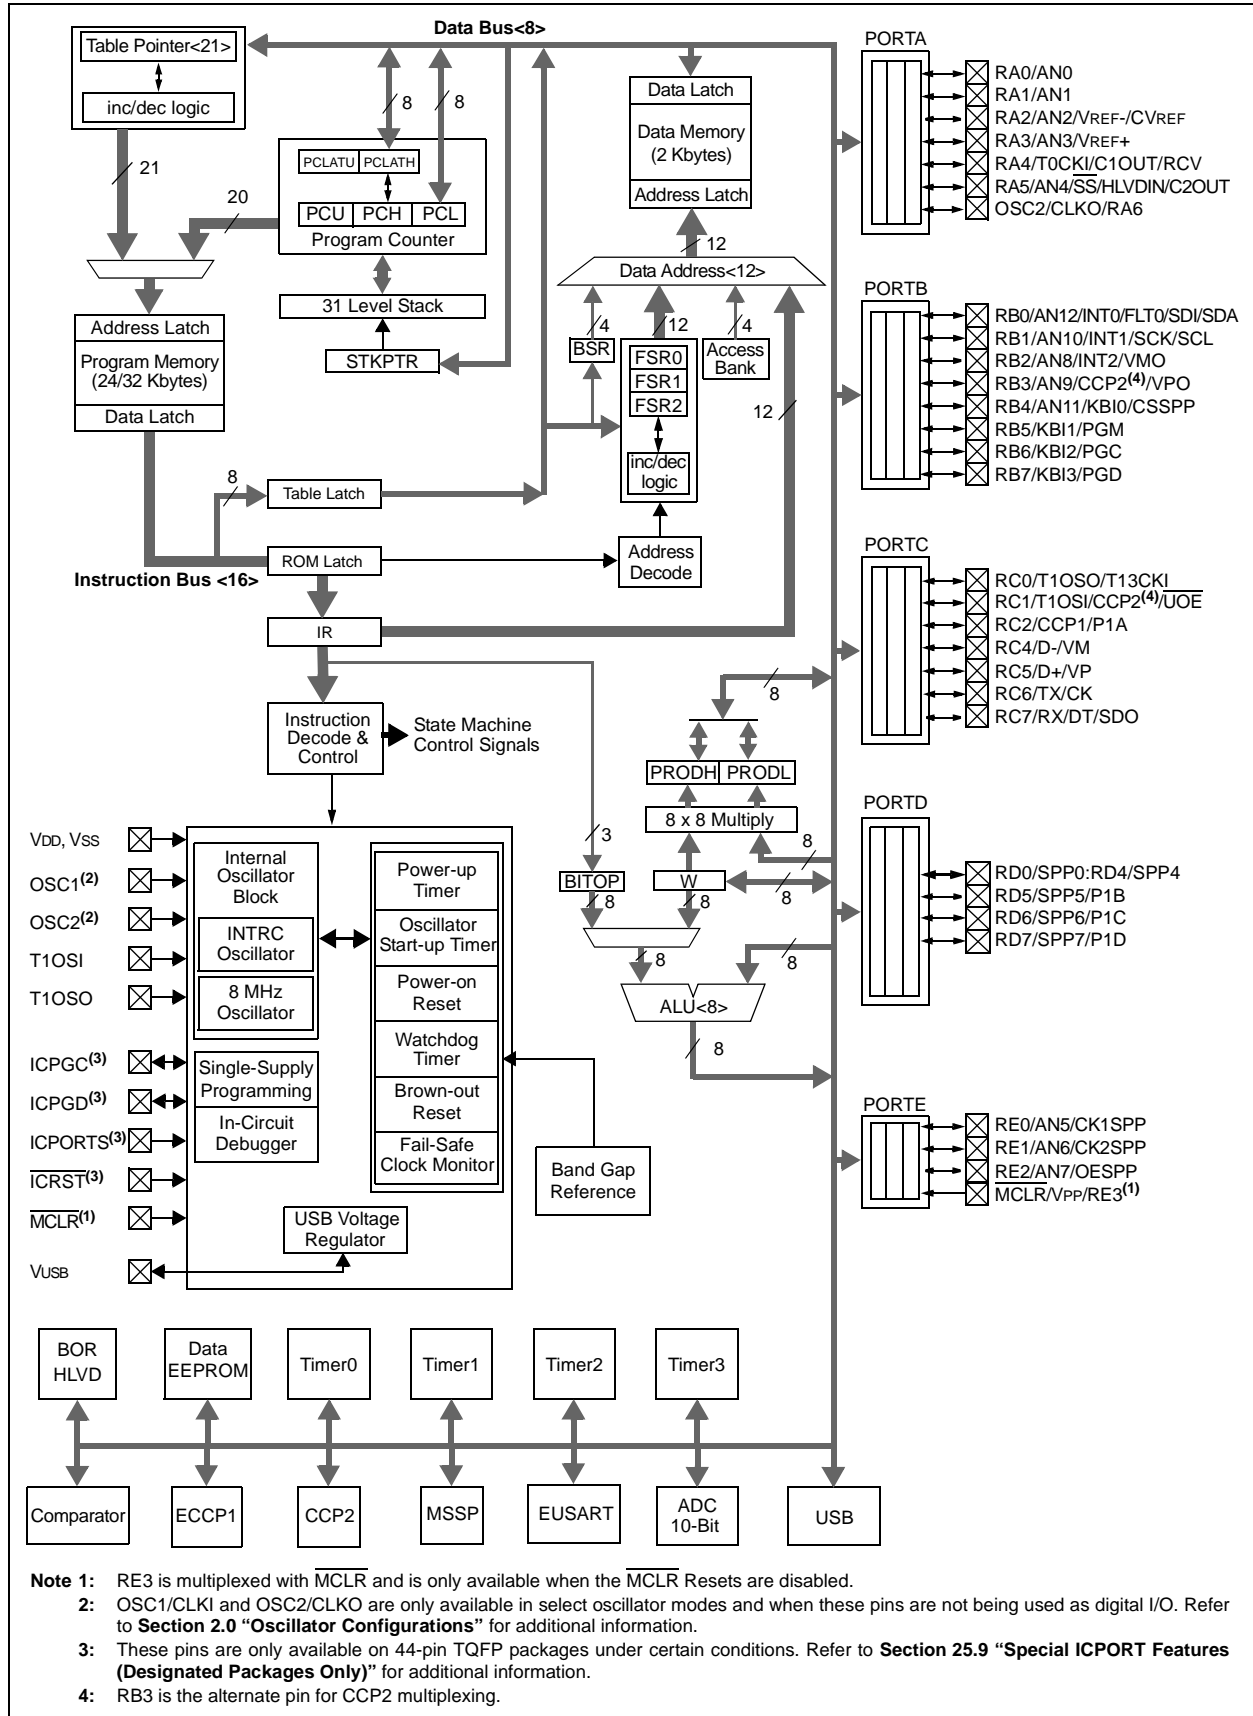 Data Bus<8>
Table Pointer<21>
inc/dec logic
21
20
8
8
PCLATU PCLATH
PCU PCH PCL
Program Counter
31 Level Stack
STKPTR
Address Latch
Program Memory
(24/32 Kbytes)
Data Latch
8
Table Latch
ROM Latch
Instruction Bus <16>
IR
Data Latch
Data Memory
(2 Kbytes)
Address Latch
12
Data Address<12>
4
12
4
BSR
FSR0
FSR1
FSR2
inc/dec
logic
Access
Bank
12
Address
Decode
Instruction
Decode &
Control
State Machine
Control Signals
8
PRODH PRODL
8 x 8 Multiply
3
8
BITOP
W
8
8
8
8
8
ALU<8>
8
VDD, VSS
OSC1(2)
OSC2(2)
T1OSI
T1OSO
ICPGC(3)
ICPGD(3)
ICPORTS(3)
ICRST(3)
MCLR(1)
VUSB
Internal
Oscillator
Block
INTRC
Oscillator
8 MHz
Oscillator
Single-Supply
Programming
In-Circuit
Debugger
Power-up
Timer
Oscillator
Start-up Timer
Power-on
Reset
Watchdog
Timer
Brown-out
Reset
Fail-Safe
Clock Monitor
USB Voltage
Regulator
Band Gap
Reference
PORTA
RA0/AN0
RA1/AN1
RA2/AN2/VREF-/CVREF
RA3/AN3/VREF+
RA4/T0CKI/C1OUT/RCV
RA5/AN4/SS/HLVDIN/C2OUT
OSC2/CLKO/RA6
PORTB
RB0/AN12/INT0/FLT0/SDI/SDA
RB1/AN10/INT1/SCK/SCL
RB2/AN8/INT2/VMO
RB3/AN9/CCP2(4)/VPO
RB4/AN11/KBI0/CSSPP
RB5/KBI1/PGM
RB6/KBI2/PGC
RB7/KBI3/PGD
PORTC
RC0/T1OSO/T13CKI
RC1/T1OSI/CCP2(4)/UOE
RC2/CCP1/P1A
RC4/D-/VM
RC5/D+/VP
RC6/TX/CK
RC7/RX/DT/SDO
PORTD
RD0/SPP0:RD4/SPP4
RD5/SPP5/P1B
RD6/SPP6/P1C
RD7/SPP7/P1D
PORTE
RE0/AN5/CK1SPP
RE1/AN6/CK2SPP
RE2/AN7/OESPP
MCLR/VPP/RE3(1)
BOR
HLVD
Data
EEPROM
Timer0
Timer1
Timer2
Timer3
Comparator
ECCP1
CCP2
MSSP
EUSART
ADC
10-Bit
USB
Note 1: RE3 is multiplexed with MCLR and is only available when the MCLR Resets are disabled.
2: OSC1/CLKI and OSC2/CLKO are only available in select oscillator modes and when these pins are not being used as digital I/O. Refer
to Section 2.0 “Oscillator Configurations” for additional information.
3: These pins are only available on 44-pin TQFP packages under certain conditions. Refer to Section 25.9 “Special ICPORT Features
(Designated Packages Only)” for additional information.
4: RB3 is the alternate pin for CCP2 multiplexing.